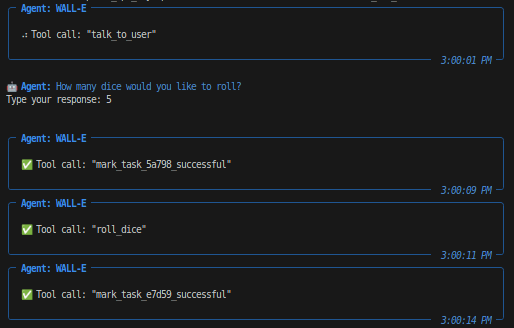 Agent: WALL-E
Tool call: "talk_to_user"
3:00:01 PM
Agent: How many dice would you like to roll?
Type your response: 5
Agent: WALL-E
Tool call: "mark_task_5a798_successful"
3:00:09 PM
Agent: WALL-E
Tool call: "roll_dice"
3:00:11 PM
Agent: WALL-E
Tool call: "mark_task_e7d59_successful"
3:00:14 PM